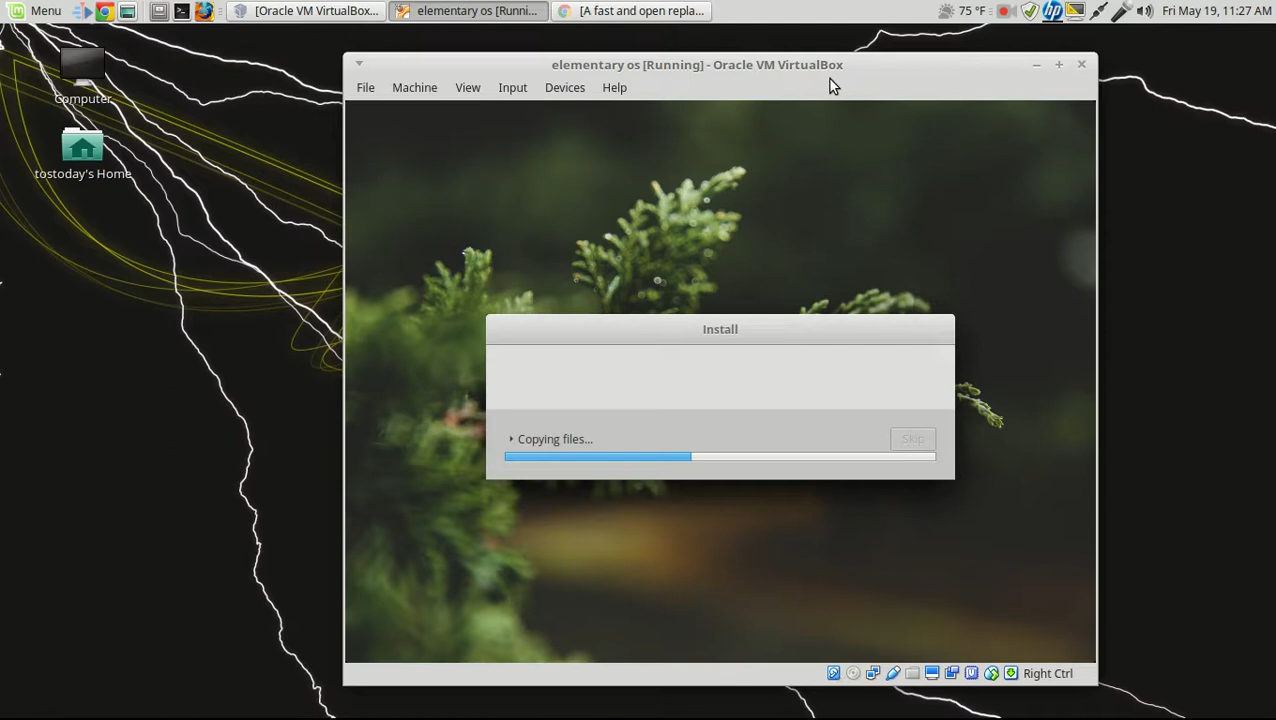 Menu
[Oracle VM VirtualBox...
elementary os [Runni...
[A fast and open repla...
75 °F
hp
Fri May 19, 11:27 AM
Computer
tostoday's Home
elementary os [Running] - Oracle VM VirtualBox
File Machine View Input Devices Help
Install
Copying files...
Skip
Right Ctrl